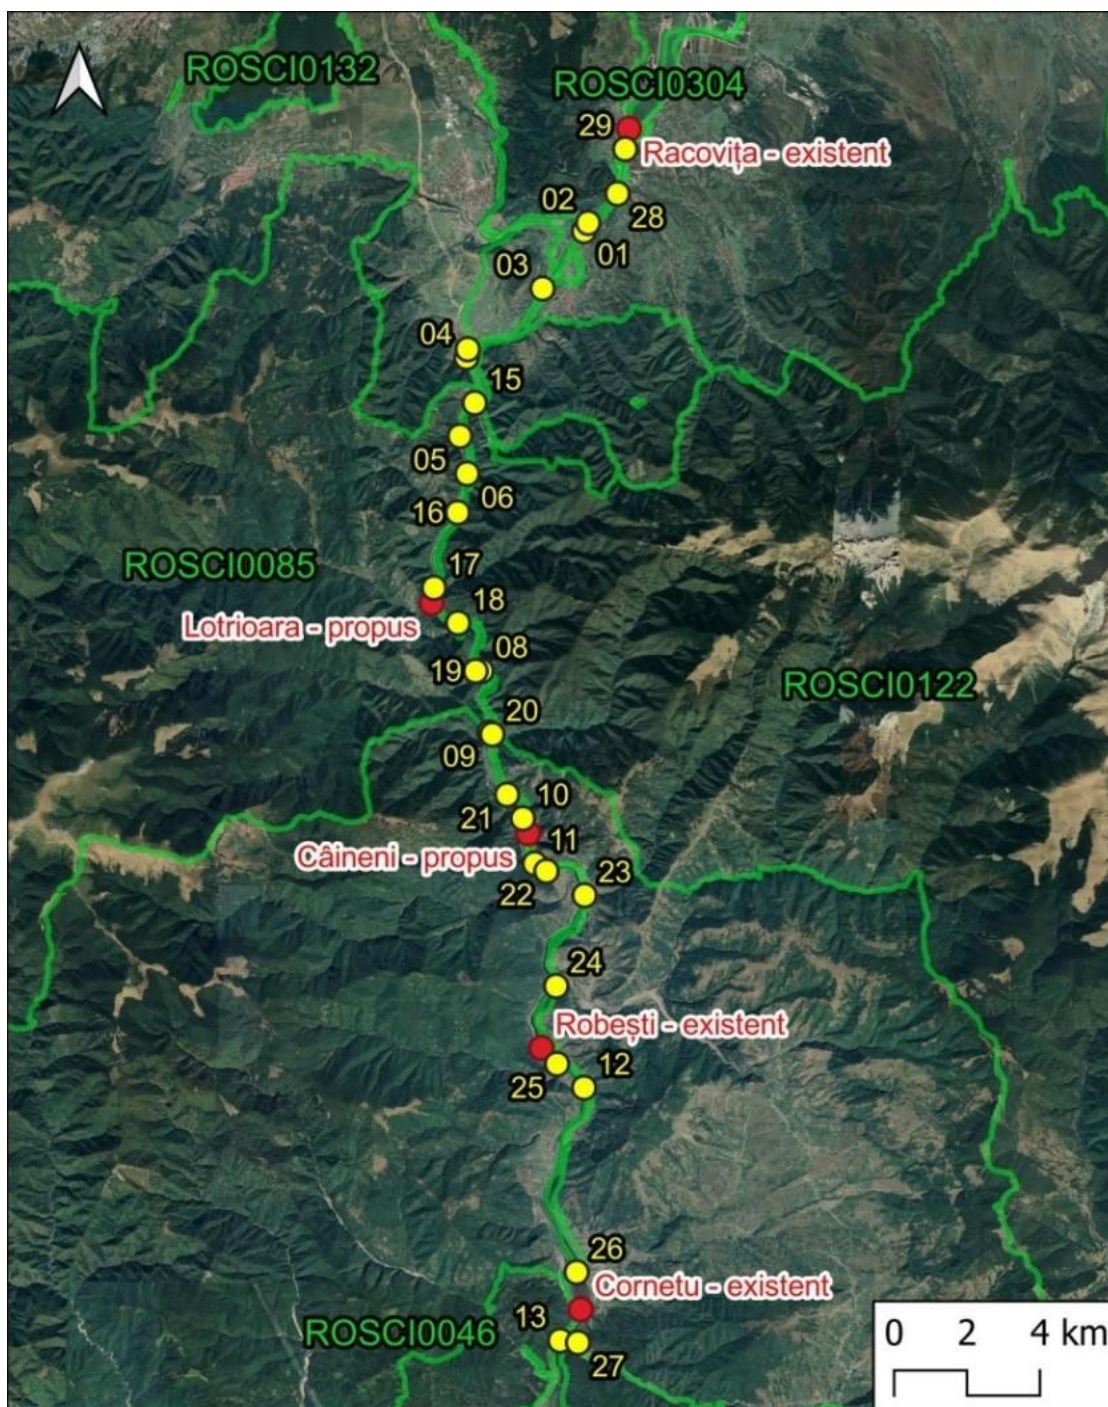 ROSCI0132
ROSCI0304
29
Racovița - existent
02
28
01
03
04
15
05
06
16
ROSCI0085
17
18
Lotrioara - propus
08
19
ROSCI0122
20
09
10
21
11
Câineni - propus
23
22
24
Robești - existent
12
25
26
Cornetu - existent
13
ROSCI0046
27
0 2 4 km